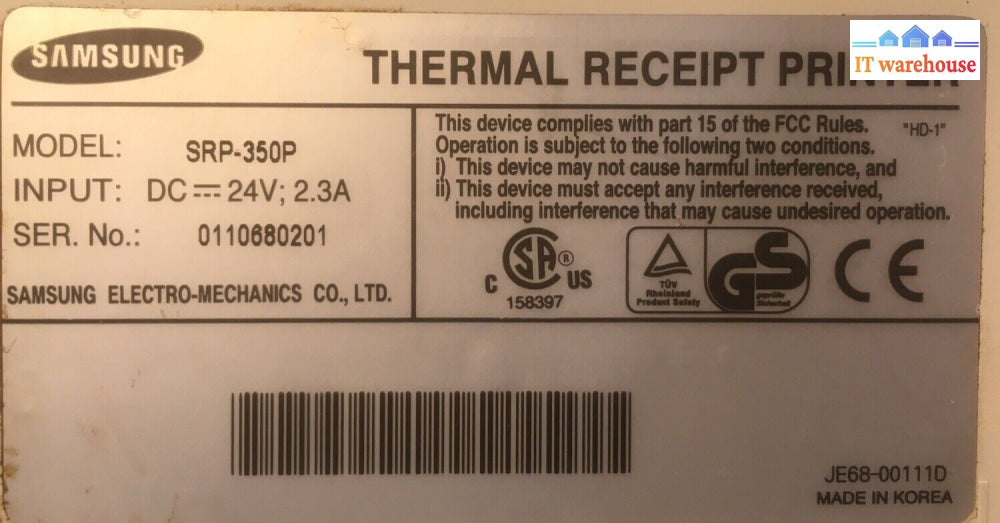 SAMSUNG
THERMAL RECEIPT
IT warehouse
MODEL: SRP-350P
INPUT: DC 24V; 2.3A
SER. No.: 0110680201
SAMSUNG ELECTRO-MECHANICS CO., LTD.
This device complies with part 15 of the FCC Rules. "HD-1"
Operation is subject to the following two conditions.
i) This device may not cause harmful interference, and
ii) This device must accept any interference received,
including interference that may cause undesired operation.
C SA ® US
158397
TÜV
Rheinland
Product Safety
GS
geprüfte
Sicherheit
CE
JE68-00111D
MADE IN KOREA